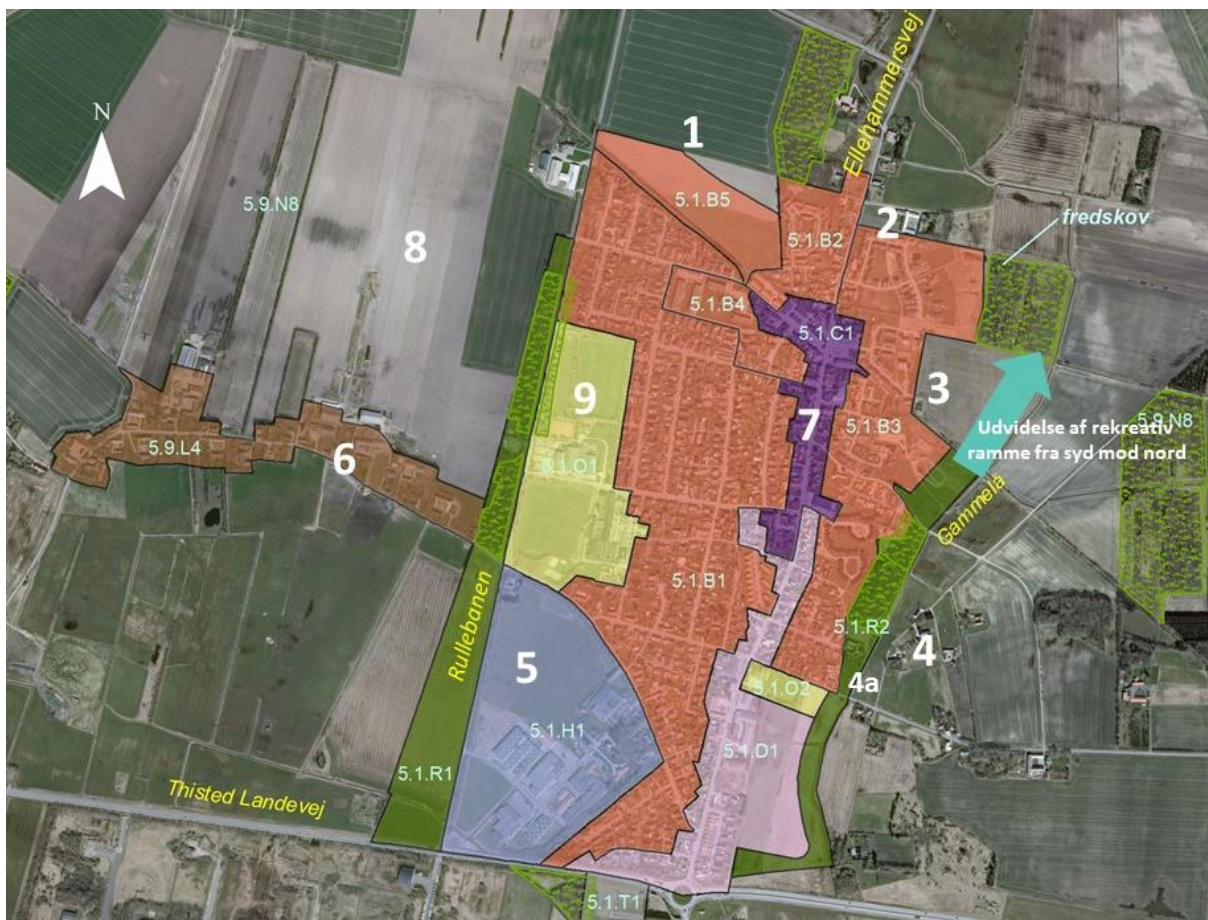 1
Ellehammersvej
N
5.9.N8
5.1.B5
2
fredskov
8
5.1.B2
5.1.B4
5.1.C1
3
9
7
5.1.B3
5.9.N8
Udvidelse af rekreativ
ramme fra syd mod nord
5.9.L4
6
5.1.O1
Gammela
5.1.B1
Rullebanen
5
5.1.R2
4
4a
5.1.O2
5.1.H1
5.1.D1
5.1.R1
Thisted Landevej
5.1.T1